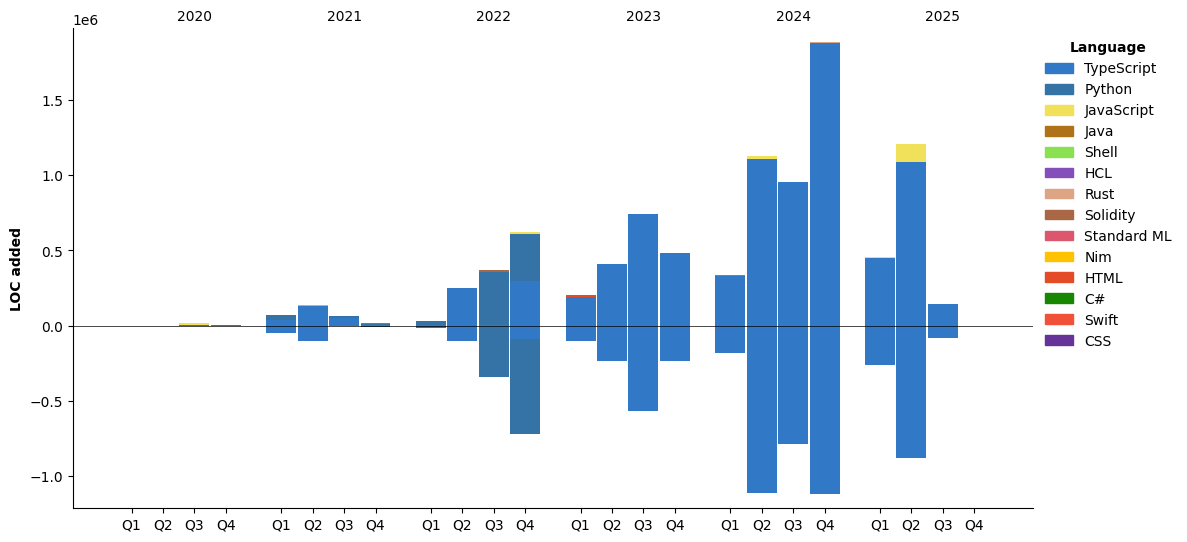 2020 2021 2022 2023 2024 2025
1e6
Language
TypeScript
Python
JavaScript
Java
Shell
HCL
Rust
Solidity
Standard ML
Nim
HTML
C#
Swift
CSS
LOC added
1.5
1.0
0.5
0.0
−0.5
−1.0
Q1 Q2 Q3 Q4 Q1 Q2 Q3 Q4 Q1 Q2 Q3 Q4 Q1 Q2 Q3 Q4 Q1 Q2 Q3 Q4 Q1 Q2 Q3 Q4